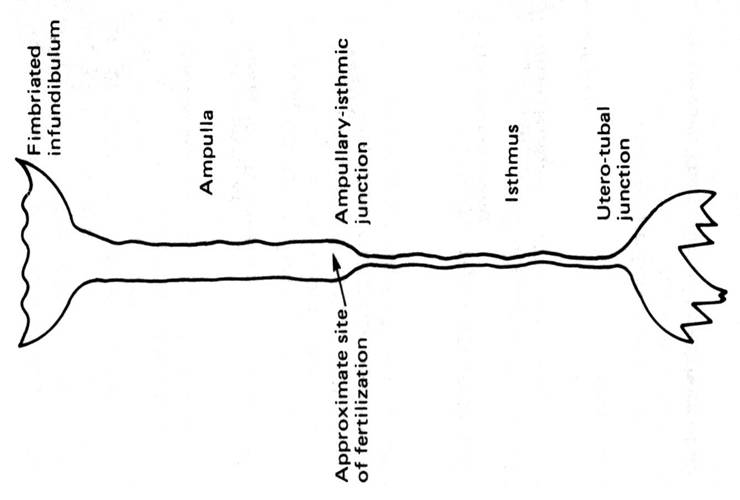 Fimbriated
infundibulum
Ampulla
Ampullary-isthmic
junction
Isthmus
Utero-tubal
junction
Approximate site
of fertilization